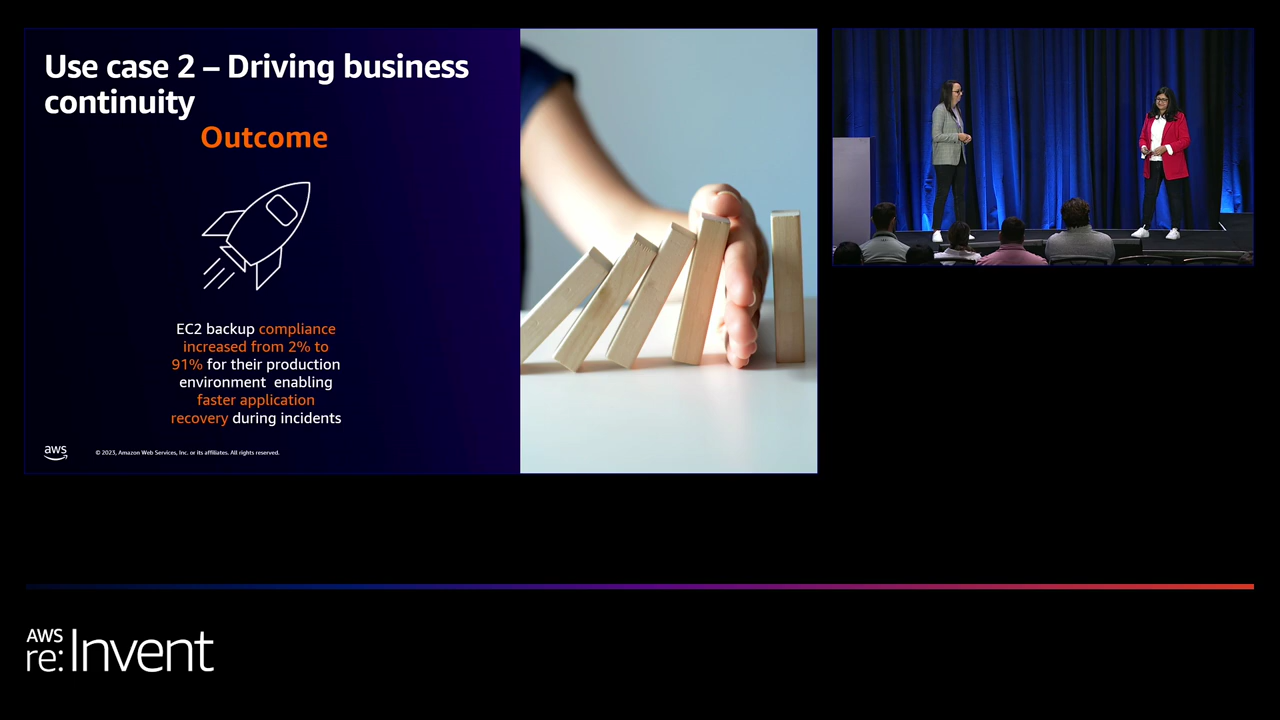 Use case 2 – Driving business
continuity
Outcome
EC2 backup compliance
increased from 2% to
91% for their production
environment enabling
faster application
recovery during incidents
aws
© 2023, Amazon Web Services, Inc. or its affiliates. All rights reserved.
AWS
re:Invent